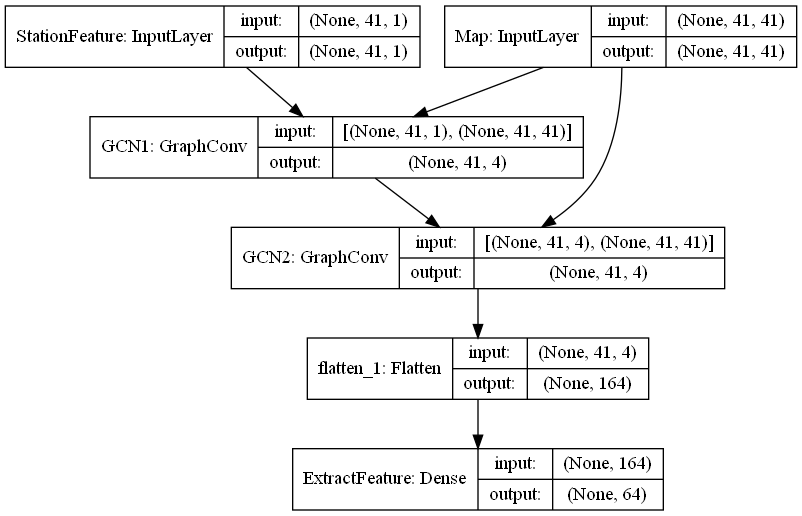 StationFeature: InputLayer
input: (None, 41, 1)
output: (None, 41, 1)
Map: InputLayer
input: (None, 41, 41)
output: (None, 41, 41)
GCN1: GraphConv
input: [(None, 41, 1), (None, 41, 41)]
output: (None, 41, 4)
GCN2: GraphConv
input: [(None, 41, 4), (None, 41, 41)]
output: (None, 41, 4)
flatten_1: Flatten
input: (None, 41, 4)
output: (None, 164)
ExtractFeature: Dense
input: (None, 164)
output: (None, 64)